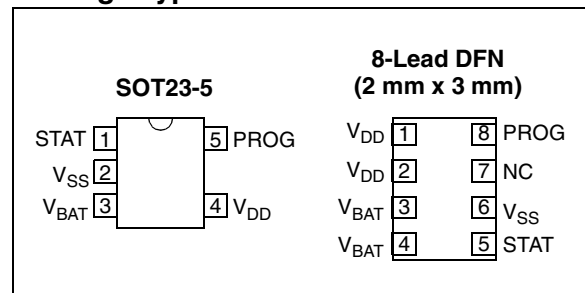 SOT23-5
STAT 1 5 PROG
VSS 2
VBAT 3 4 VDD
8-Lead DFN
(2 mm x 3 mm)
VDD 1 8 PROG
VDD 2 7 NC
VBAT 3 6 VSS
VBAT 4 5 STAT